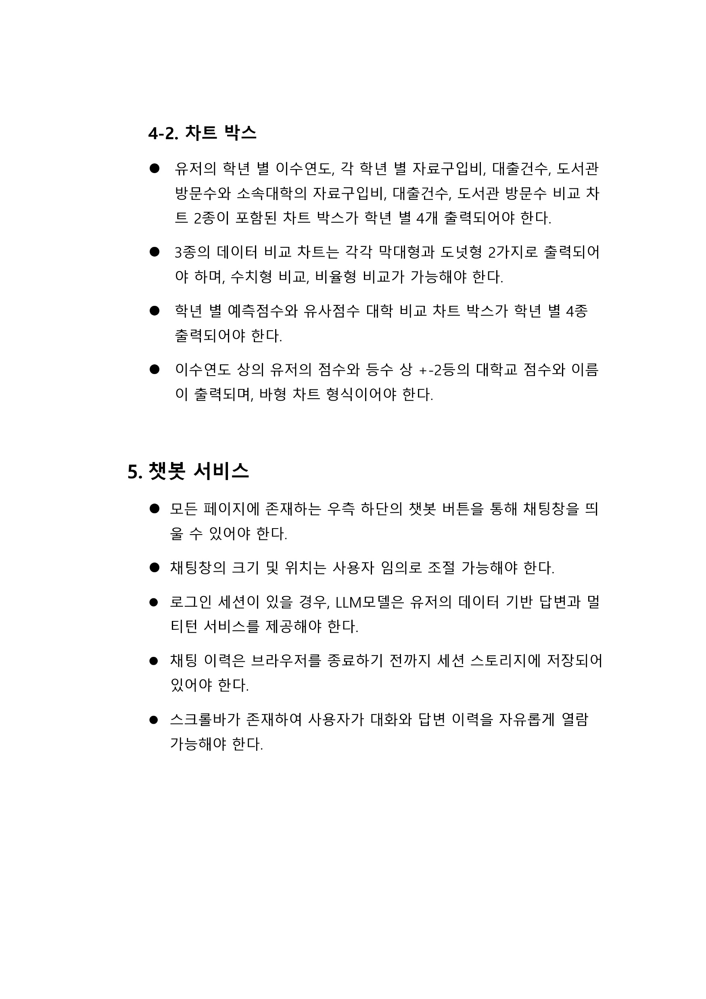 4-2. 차트 박스
● 유저의 학년 별 이수연도, 각 학년 별 자료구입비, 대출건수, 도서관
방문수와 소속대학의 자료구입비, 대출건수, 도서관 방문수 비교 차
트 2종이 포함된 차트 박스가 학년 별 4개 출력되어야 한다.
● 3종의 데이터 비교 차트는 각각 막대형과 도넛형 2가지로 출력되어
야 하며, 수치형 비교, 비율형 비교가 가능해야 한다.
● 학년 별 예측점수와 유사점수 대학 비교 차트 박스가 학년 별 4종
출력되어야 한다.
● 이수연도 상의 유저의 점수와 등수 상 +-2등의 대학교 점수와 이름
이 출력되며, 바형 차트 형식이어야 한다.
5. 챗봇 서비스
● 모든 페이지에 존재하는 우측 하단의 챗봇 버튼을 통해 채팅창을 띄
울 수 있어야 한다.
● 채팅창의 크기 및 위치는 사용자 임의로 조절 가능해야 한다.
● 로그인 세션이 있을 경우, LLM모델은 유저의 데이터 기반 답변과 멀
티턴 서비스를 제공해야 한다.
● 채팅 이력은 브라우저를 종료하기 전까지 세션 스토리지에 저장되어
있어야 한다.
● 스크롤바가 존재하여 사용자가 대화와 답변 이력을 자유롭게 열람
가능해야 한다.